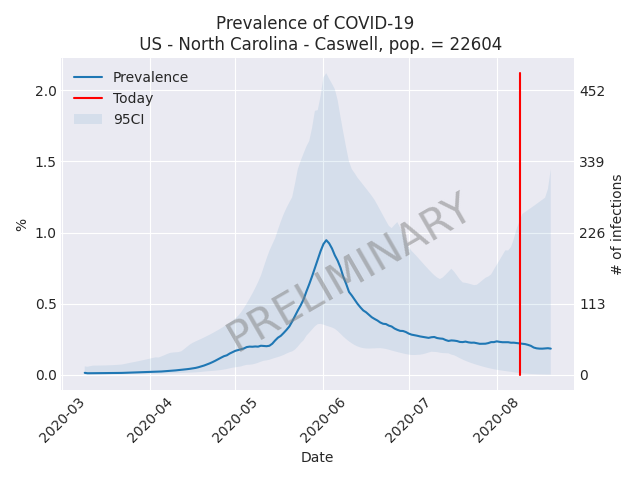 Prevalence of COVID-19
US - North Carolina - Caswell, pop. = 22604
Prevalence
Today
95CI
2.0
1.5
1.0
0.5
0.0
%
452
339
226
113
0
# of infections
PRELIMINARY
2020-03
2020-04
2020-05
2020-06
2020-07
2020-08
Date